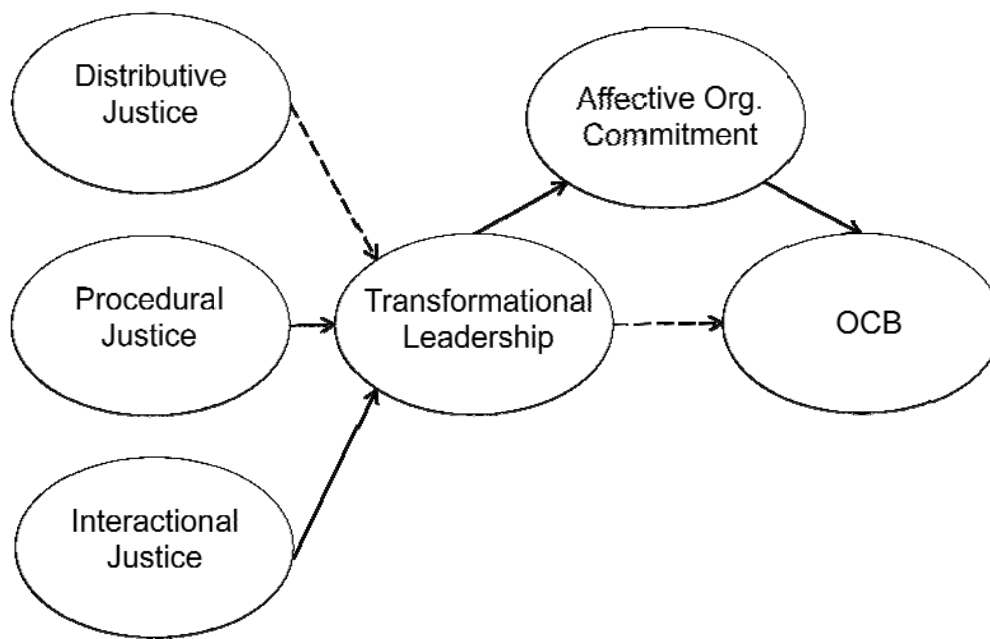 Distributive
Justice
Affective Org.
Commitment
Procedural
Justice
Transformational
Leadership
OCB
Interactional
Justice